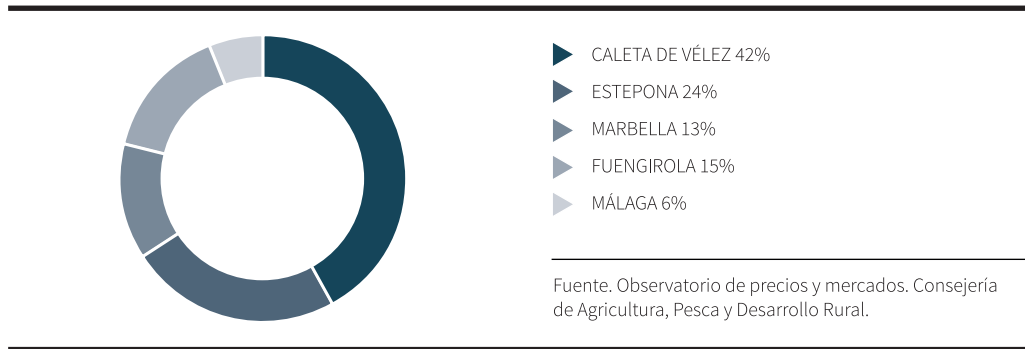 CALETA DE VÉLEZ 42%
ESTEPONA 24%
MARBELLA 13%
FUENGIROLA 15%
MÁLAGA 6%
Fuente. Observatorio de precios y mercados. Consejería
de Agricultura, Pesca y Desarrollo Rural.